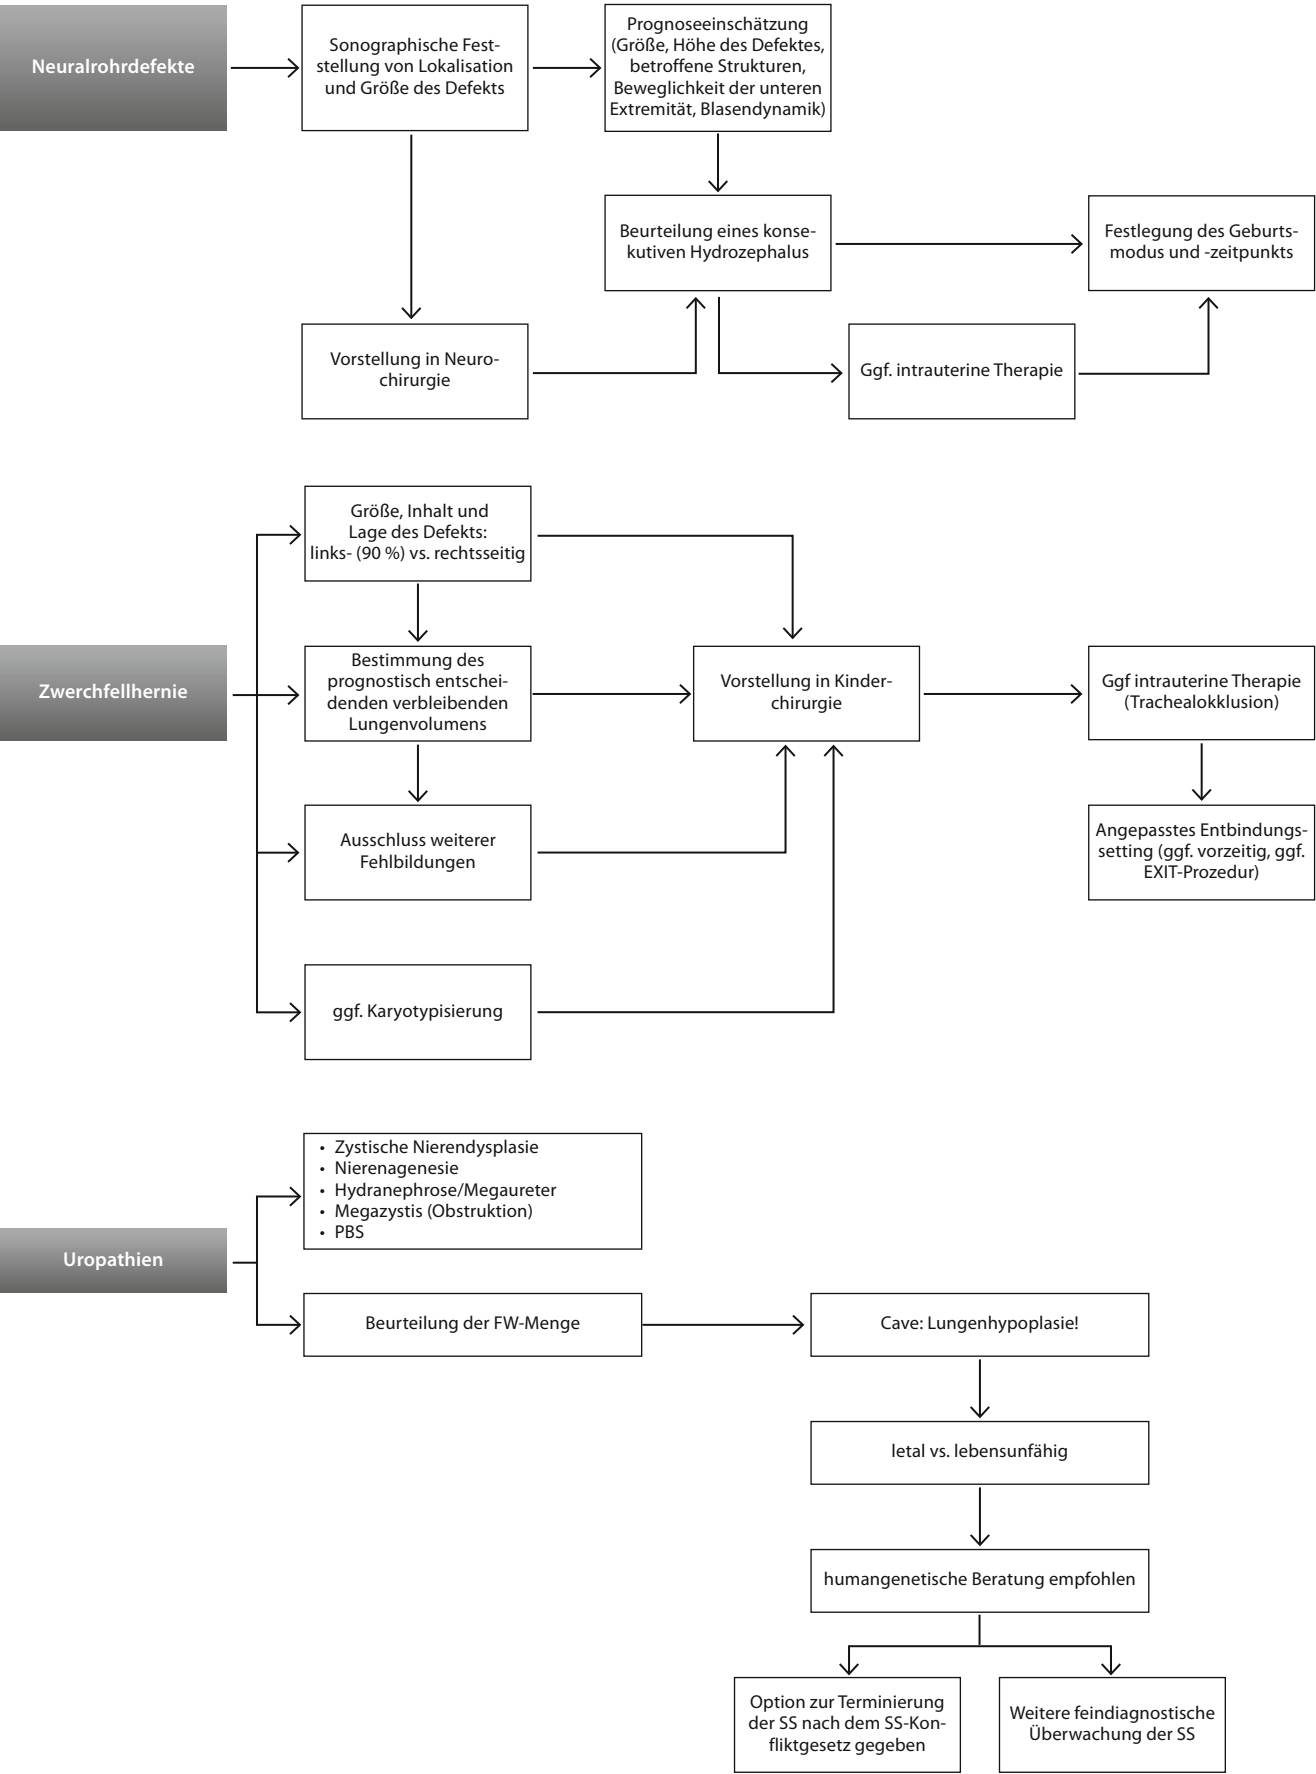 Neuralrohrdefekte
Sonographische Fest-
stellung von Lokalisation
und Größe des Defekts
Prognoseeinschätzung
(Größe, Höhe des Defektes,
betroffene Strukturen,
Beweglichkeit der unteren
Extremität, Blasendynamik)
Beurteilung eines konse-
kutiven Hydrozephalus
Festlegung des Geburts-
modus und -zeitpunkts
Vorstellung in Neuro-
chirurgie
Ggf. intrauterine Therapie
Zwerchfellhernie
Größe, Inhalt und
Lage des Defekts:
links- (90 %) vs. rechtsseitig
Bestimmung des
prognostisch entschei-
denden verbleibenden
Lungenvolumens
Vorstellung in Kinder-
chirurgie
Ggf intrauterine Therapie
(Trachealokklusion)
Ausschluss weiterer
Fehlbildungen
Angepasstes Entbindungs-
setting (ggf. vorzeitig, ggf.
EXIT-Prozedur)
ggf. Karyotypisierung
Uropathien
• Zystische Nierendysplasie
• Nierenagenesie
• Hydranephrose/Megaureter
• Megazystis (Obstruktion)
• PBS
Beurteilung der FW-Menge
Cave: Lungenhypoplasie!
letal vs. lebensunfähig
humangenetische Beratung empfohlen
Option zur Terminierung
der SS nach dem SS-Kon-
fliktgesetz gegeben
Weitere feindiagnostische
Überwachung der SS